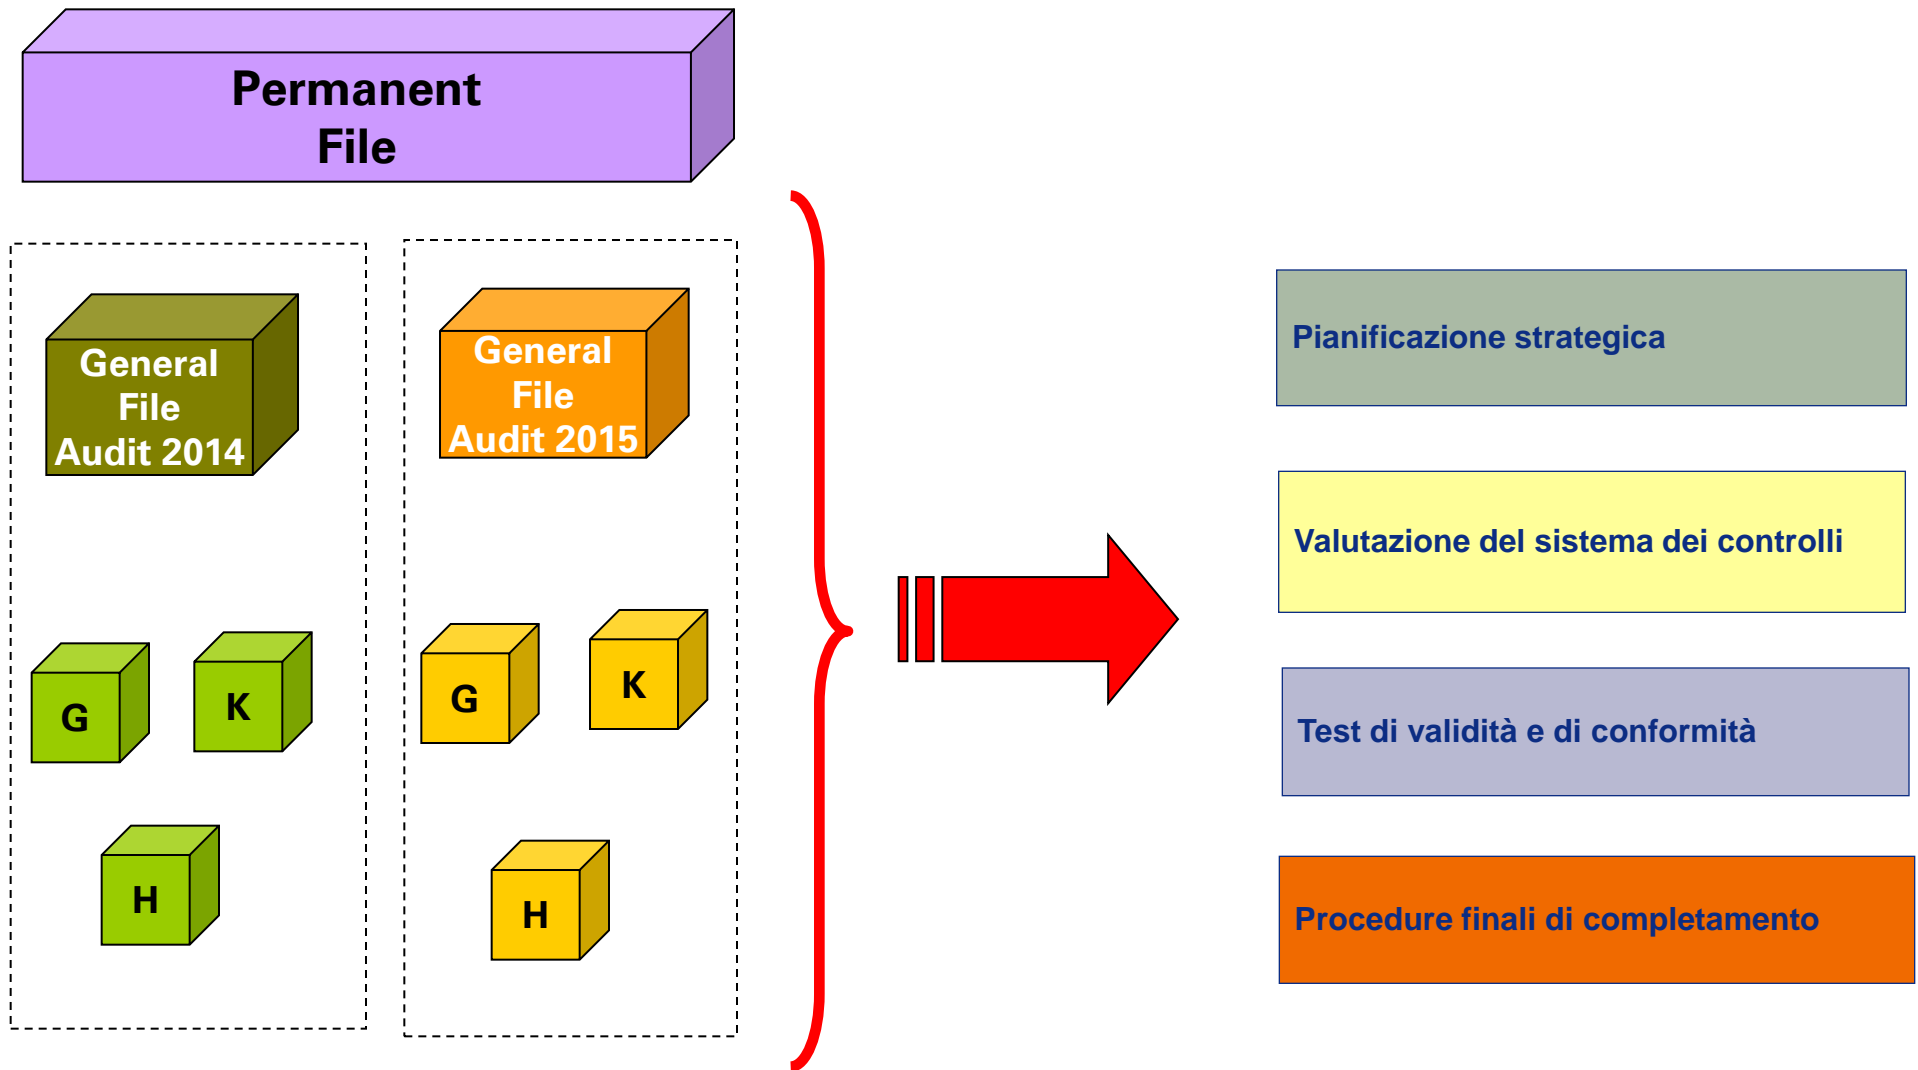 Permanent
File
General
File
Audit 2014
G
K
H
General
File
Audit 2015
G
K
H
Pianificazione strategica
Valutazione del sistema dei controlli
Test di validità e di conformità
Procedure finali di completamento